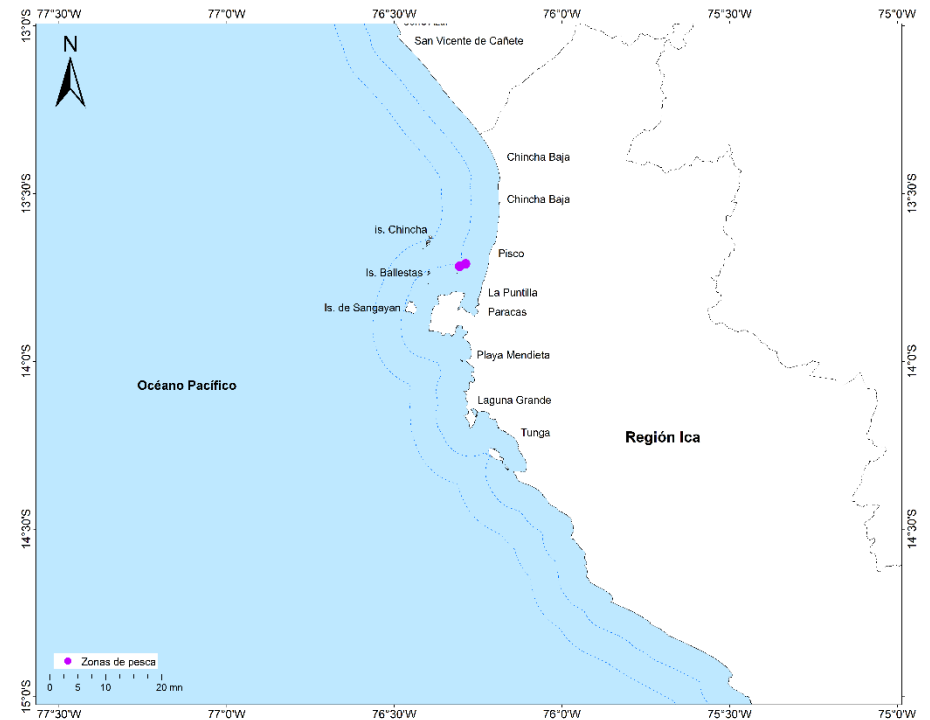 77°30'W 77°0'W 76°30'W 76°0'W 75°30'W 75°0'W
13°0'S
13°0'S
N
San Vicente de Cañete
Chincha Baja
13°30'S
13°30'S
Chincha Baja
is. Chincha
Pisco
Is. Ballestas
La Puntilla
Is. de Sangayan
Paracas
14°0'S
14°0'S
Playa Mendieta
Océano Pacífico
Laguna Grande
Tunga
Región Ica
14°30'S
14°30'S
Zonas de pesca
0 5 10 20 mn
15°0'S
15°0'S
77°30'W 77°0'W 76°30'W 76°0'W 75°30'W 75°0'W